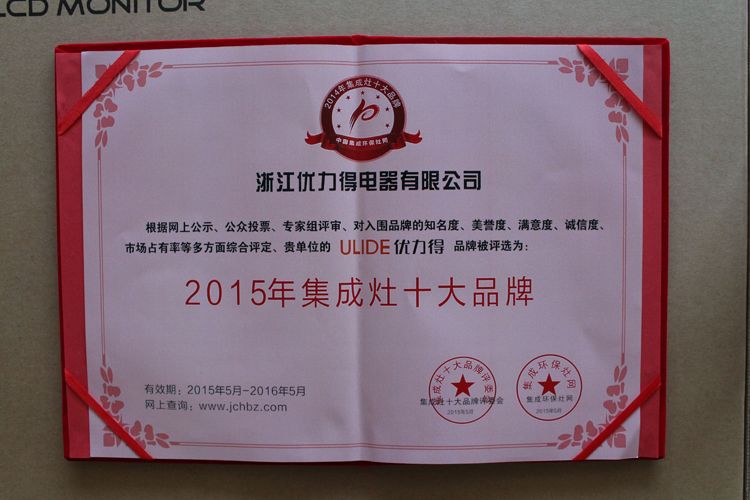 LCD MONITOR
2014年集成灶十大品牌
中国集成环保灶网
浙江优力得电器有限公司
根据网上公示、公众投票、专家组评审、对入围品牌的知名度、美誉度、满意度、诚信度、
市场占有率等多方面综合评定、贵单位的 ULIDE 优力得 品牌被评选为：
2015年集成灶十大品牌
有效期：2015年5月-2016年5月
网上查询：www.jchbz.com
集成灶十大品牌评委会
集成灶十大品牌评委会
2015年5月
集成环保灶网
集成环保灶网
2015年5月